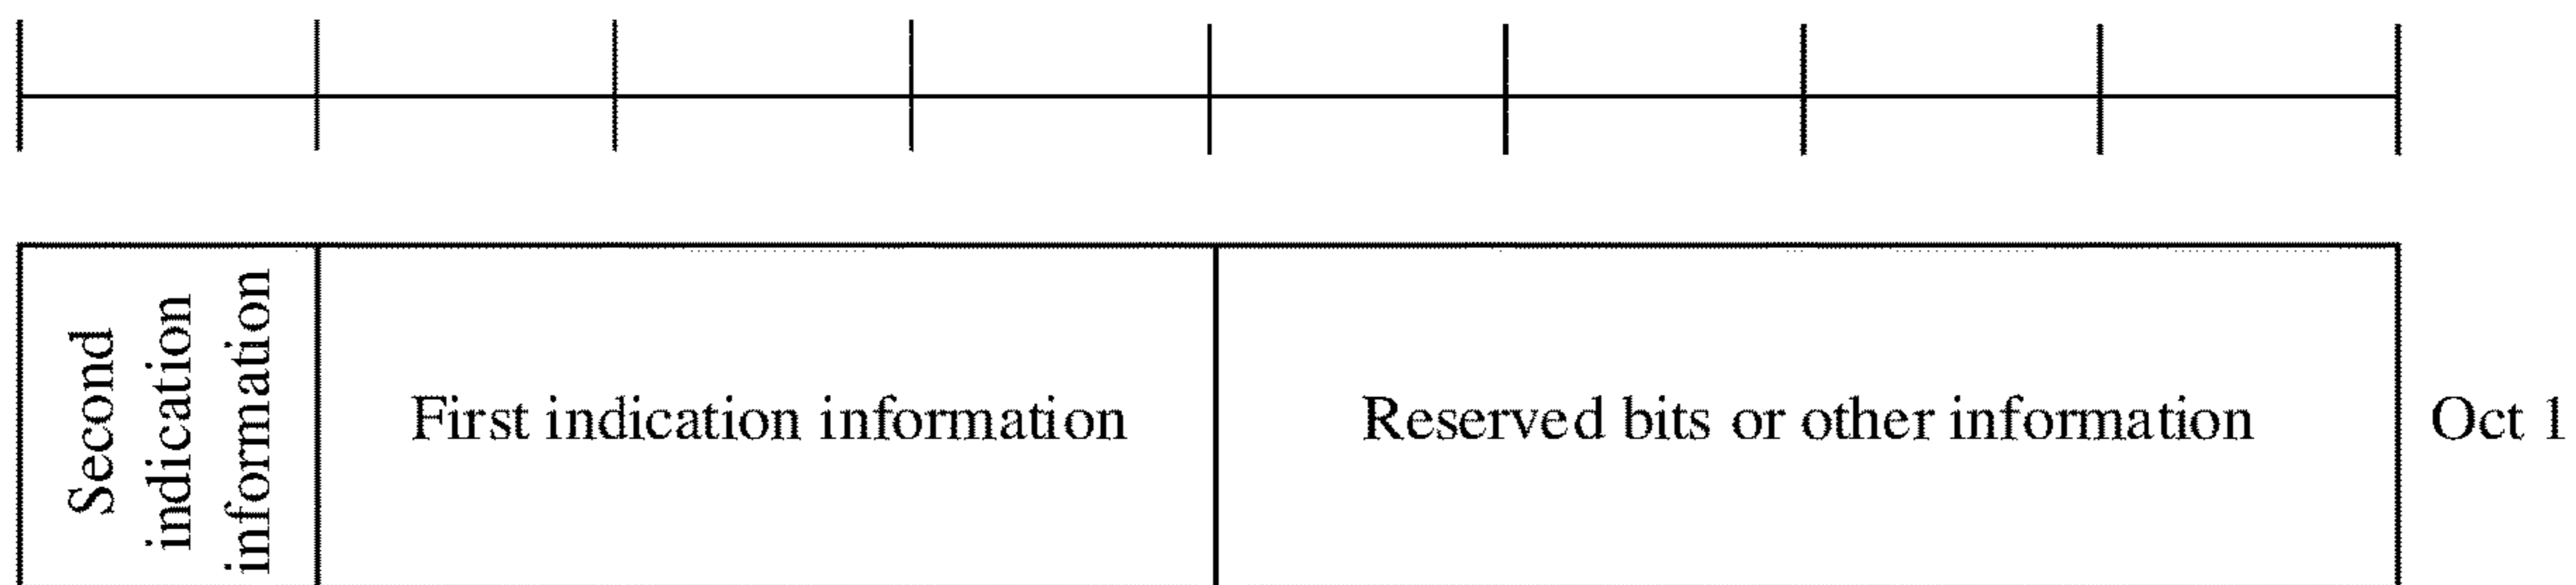 Second
indication
information
First indication information
Reserved bits or other information
Oct 1